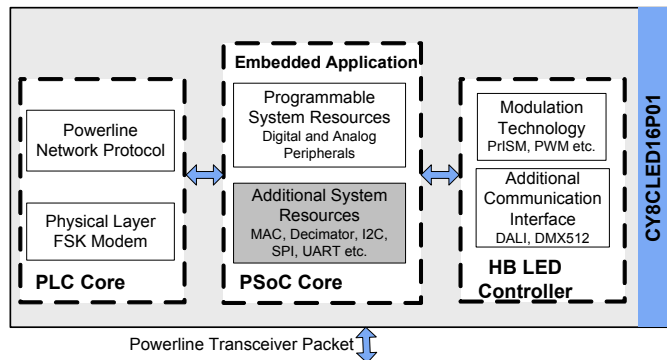 Powerline
Network Protocol
Physical Layer
FSK Modem
PLC Core
Embedded Application
Programmable
System Resources
Digital and Analog
Peripherals
Additional System
Resources
MAC, Decimator, I2C,
SPI, UART etc.
PSoC Core
Modulation
Technology
PrISM, PWM etc.
Additional
Communication
Interface
DALI, DMX512
HB LED
Controller
CY8CLED16P01
Powerline Transceiver Packet